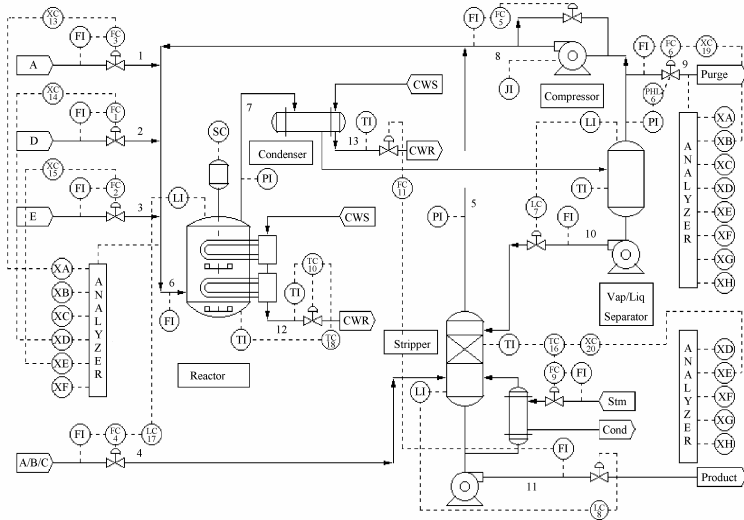 XC 13
FC 3
FI
1
A
XC 14
FC 1
FI
2
D
XC 15
FC 2
FI
3
E
LI
XA
XB
XC
XD
XE
XF
ANALYZER
6
FI
FI
FC 4
LC 17
4
A/B/C
7
SC
PI
Condenser
CWS
TI
13
CWR
FC 11
CWS
TC 10
TI
12
CWR
TI
TC 18
Reactor
FI
FC 5
8
JI
Compressor
PI
5
LC 7
FI
10
LI
TI
Vap/Liq
Separator
FI
FC 6
XC 19
9
Purge
PHL 6
PI
ANALYZER
XA
XB
XC
XD
XE
XF
XG
XH
Stripper
TI
TC 16
XC 20
FC 9
FI
Stm
LI
Cond
FI
11
LC 8
Product
ANALYZER
XD
XE
XF
XG
XH